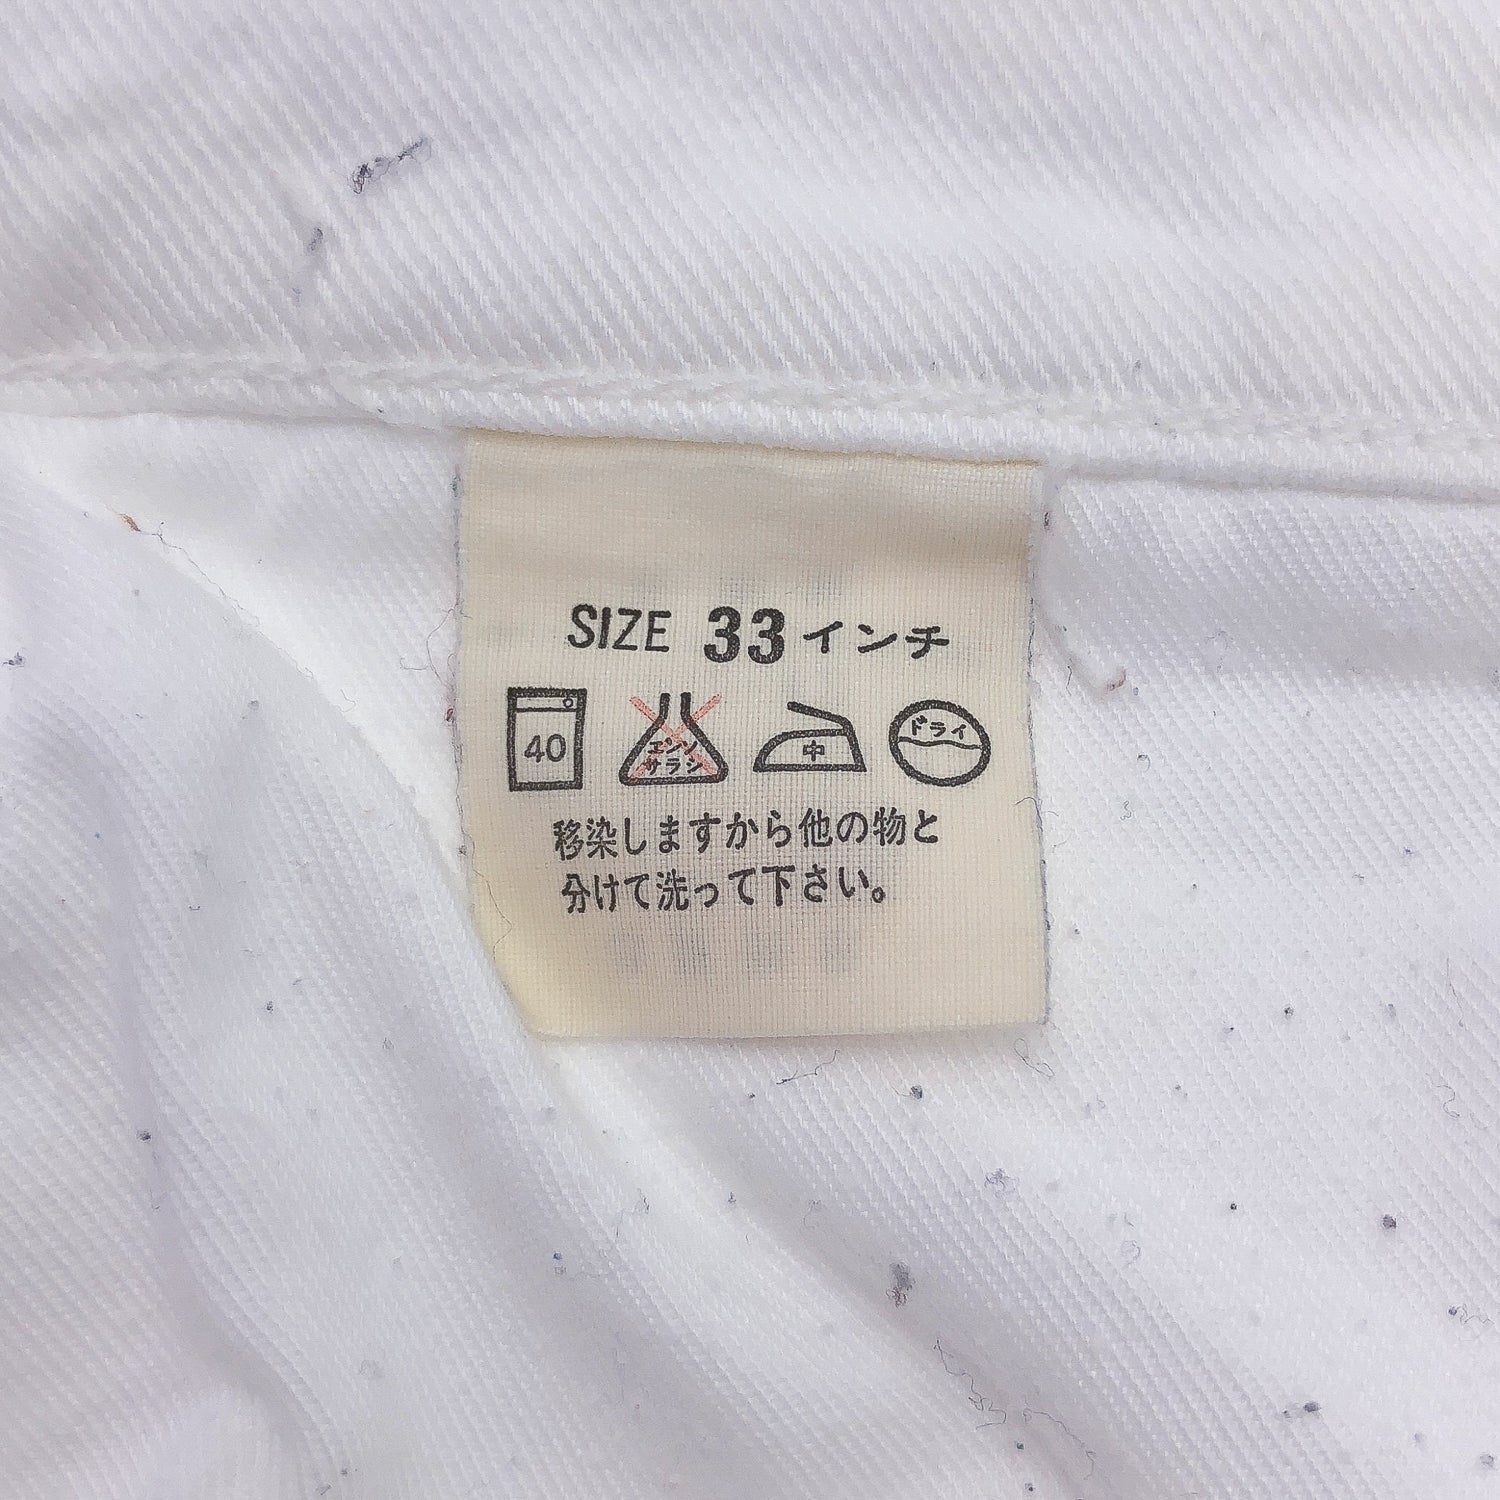 SIZE 33インチ
40 エンソサラシ 中 ドライ
移染しますから他の物と
分けて洗って下さい。